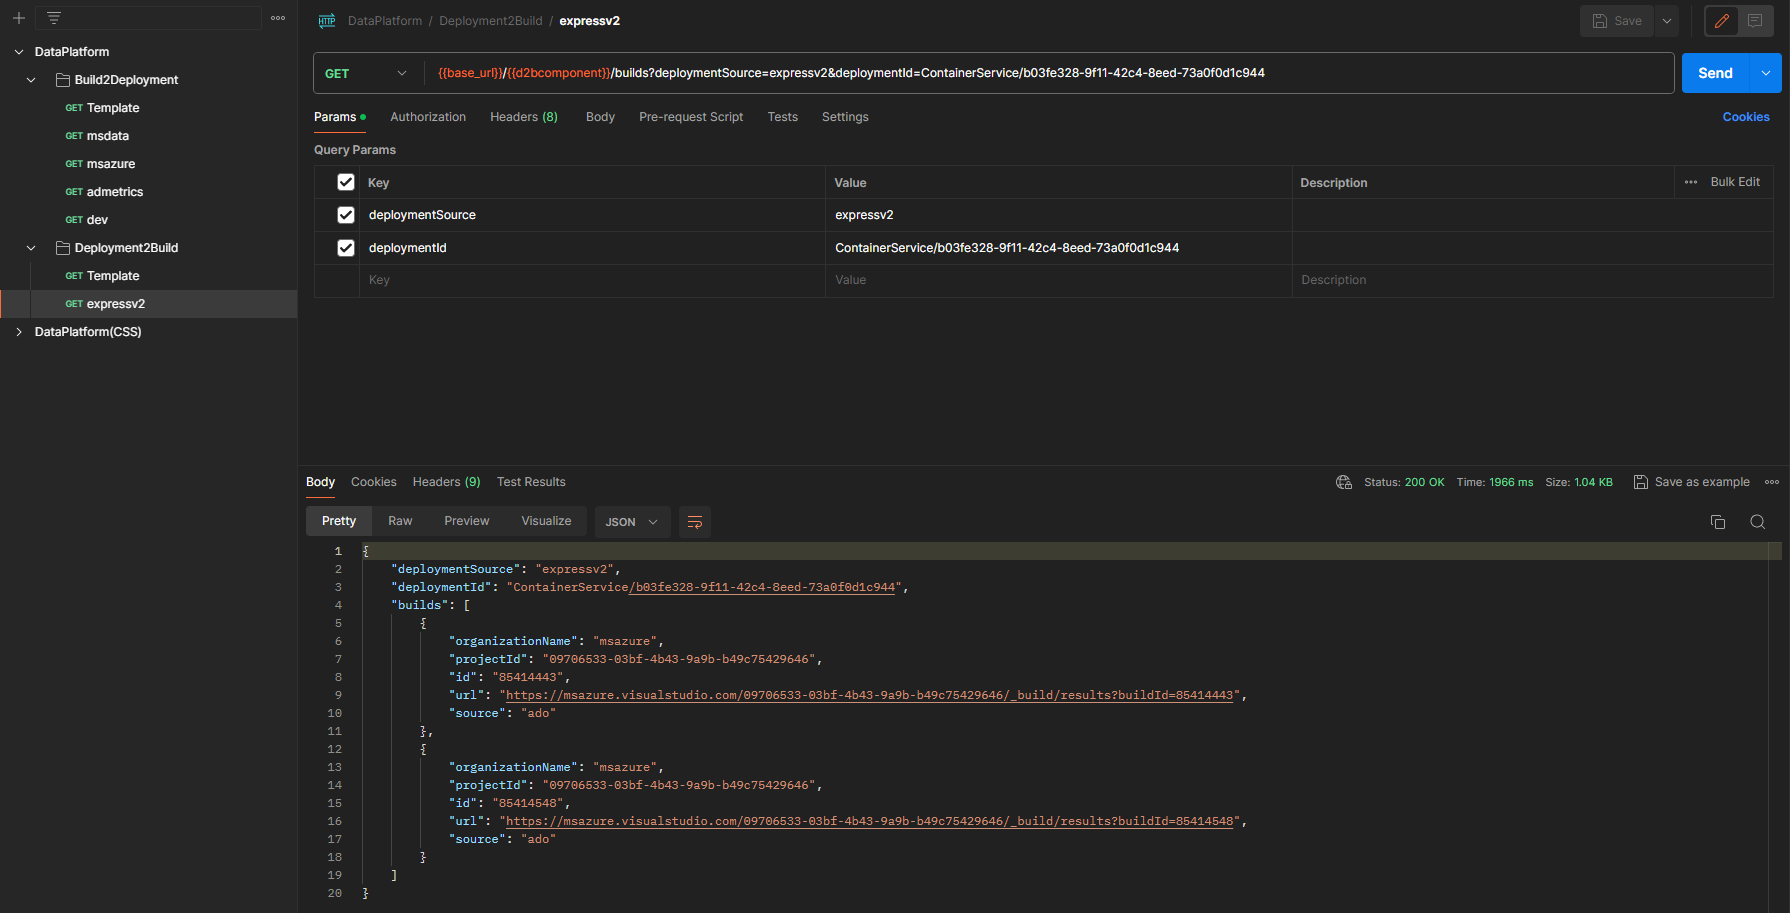 DataPlatform
Build2Deployment
GET Template
GET msdata
GET msazure
GET admetrics
GET dev
Deployment2Build
GET Template
GET expressv2
DataPlatform(CSS)
HTTP DataPlatform / Deployment2Build / expressv2
Save
GET {{base_url}}/{{d2bcomponent}}/builds?deploymentSource=expressv2&deploymentId=ContainerService/b03fe328-9f11-42c4-8eed-73a0f0d1c944
Send
Params Authorization Headers (8) Body Pre-request Script Tests Settings Cookies
Query Params
Key Value Description Bulk Edit
deploymentSource expressv2
deploymentId ContainerService/b03fe328-9f11-42c4-8eed-73a0f0d1c944
Key Value Description
Body Cookies Headers (9) Test Results Status: 200 OK Time: 1966 ms Size: 1.04 KB Save as example
Pretty Raw Preview Visualize JSON
1 {
2 "deploymentSource": "expressv2",
3 "deploymentId": "ContainerService/b03fe328-9f11-42c4-8eed-73a0f0d1c944",
4 "builds": [
5 {
6 "organizationName": "msazure",
7 "projectId": "09706533-03bf-4b43-9a9b-b49c75429646",
8 "id": "85414443",
9 "url": "https://msazure.visualstudio.com/09706533-03bf-4b43-9a9b-b49c75429646/_build/results?buildId=85414443",
10 "source": "ado"
11 },
12 {
13 "organizationName": "msazure",
14 "projectId": "09706533-03bf-4b43-9a9b-b49c75429646",
15 "id": "85414548",
16 "url": "https://msazure.visualstudio.com/09706533-03bf-4b43-9a9b-b49c75429646/_build/results?buildId=85414548",
17 "source": "ado"
18 }
19 ]
20 }